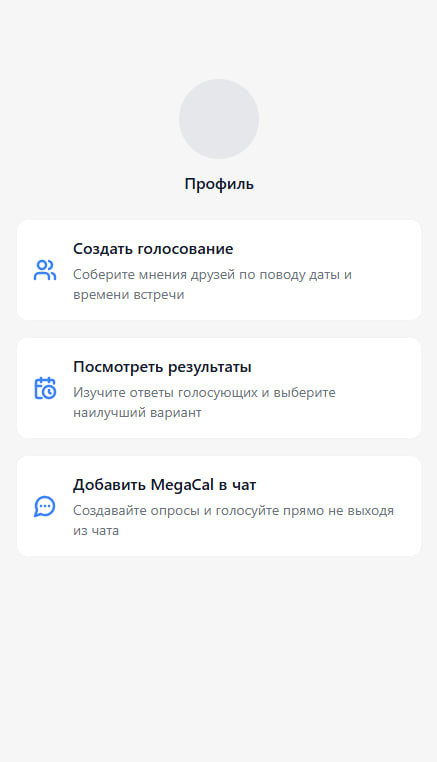 Профиль
Создать голосование
Соберите мнения друзей по поводу даты и
времени встречи
Посмотреть результаты
Изучите ответы голосующих и выберите
наилучший вариант
Добавить MegaCal в чат
Создавайте опросы и голосуйте прямо не выходя
из чата